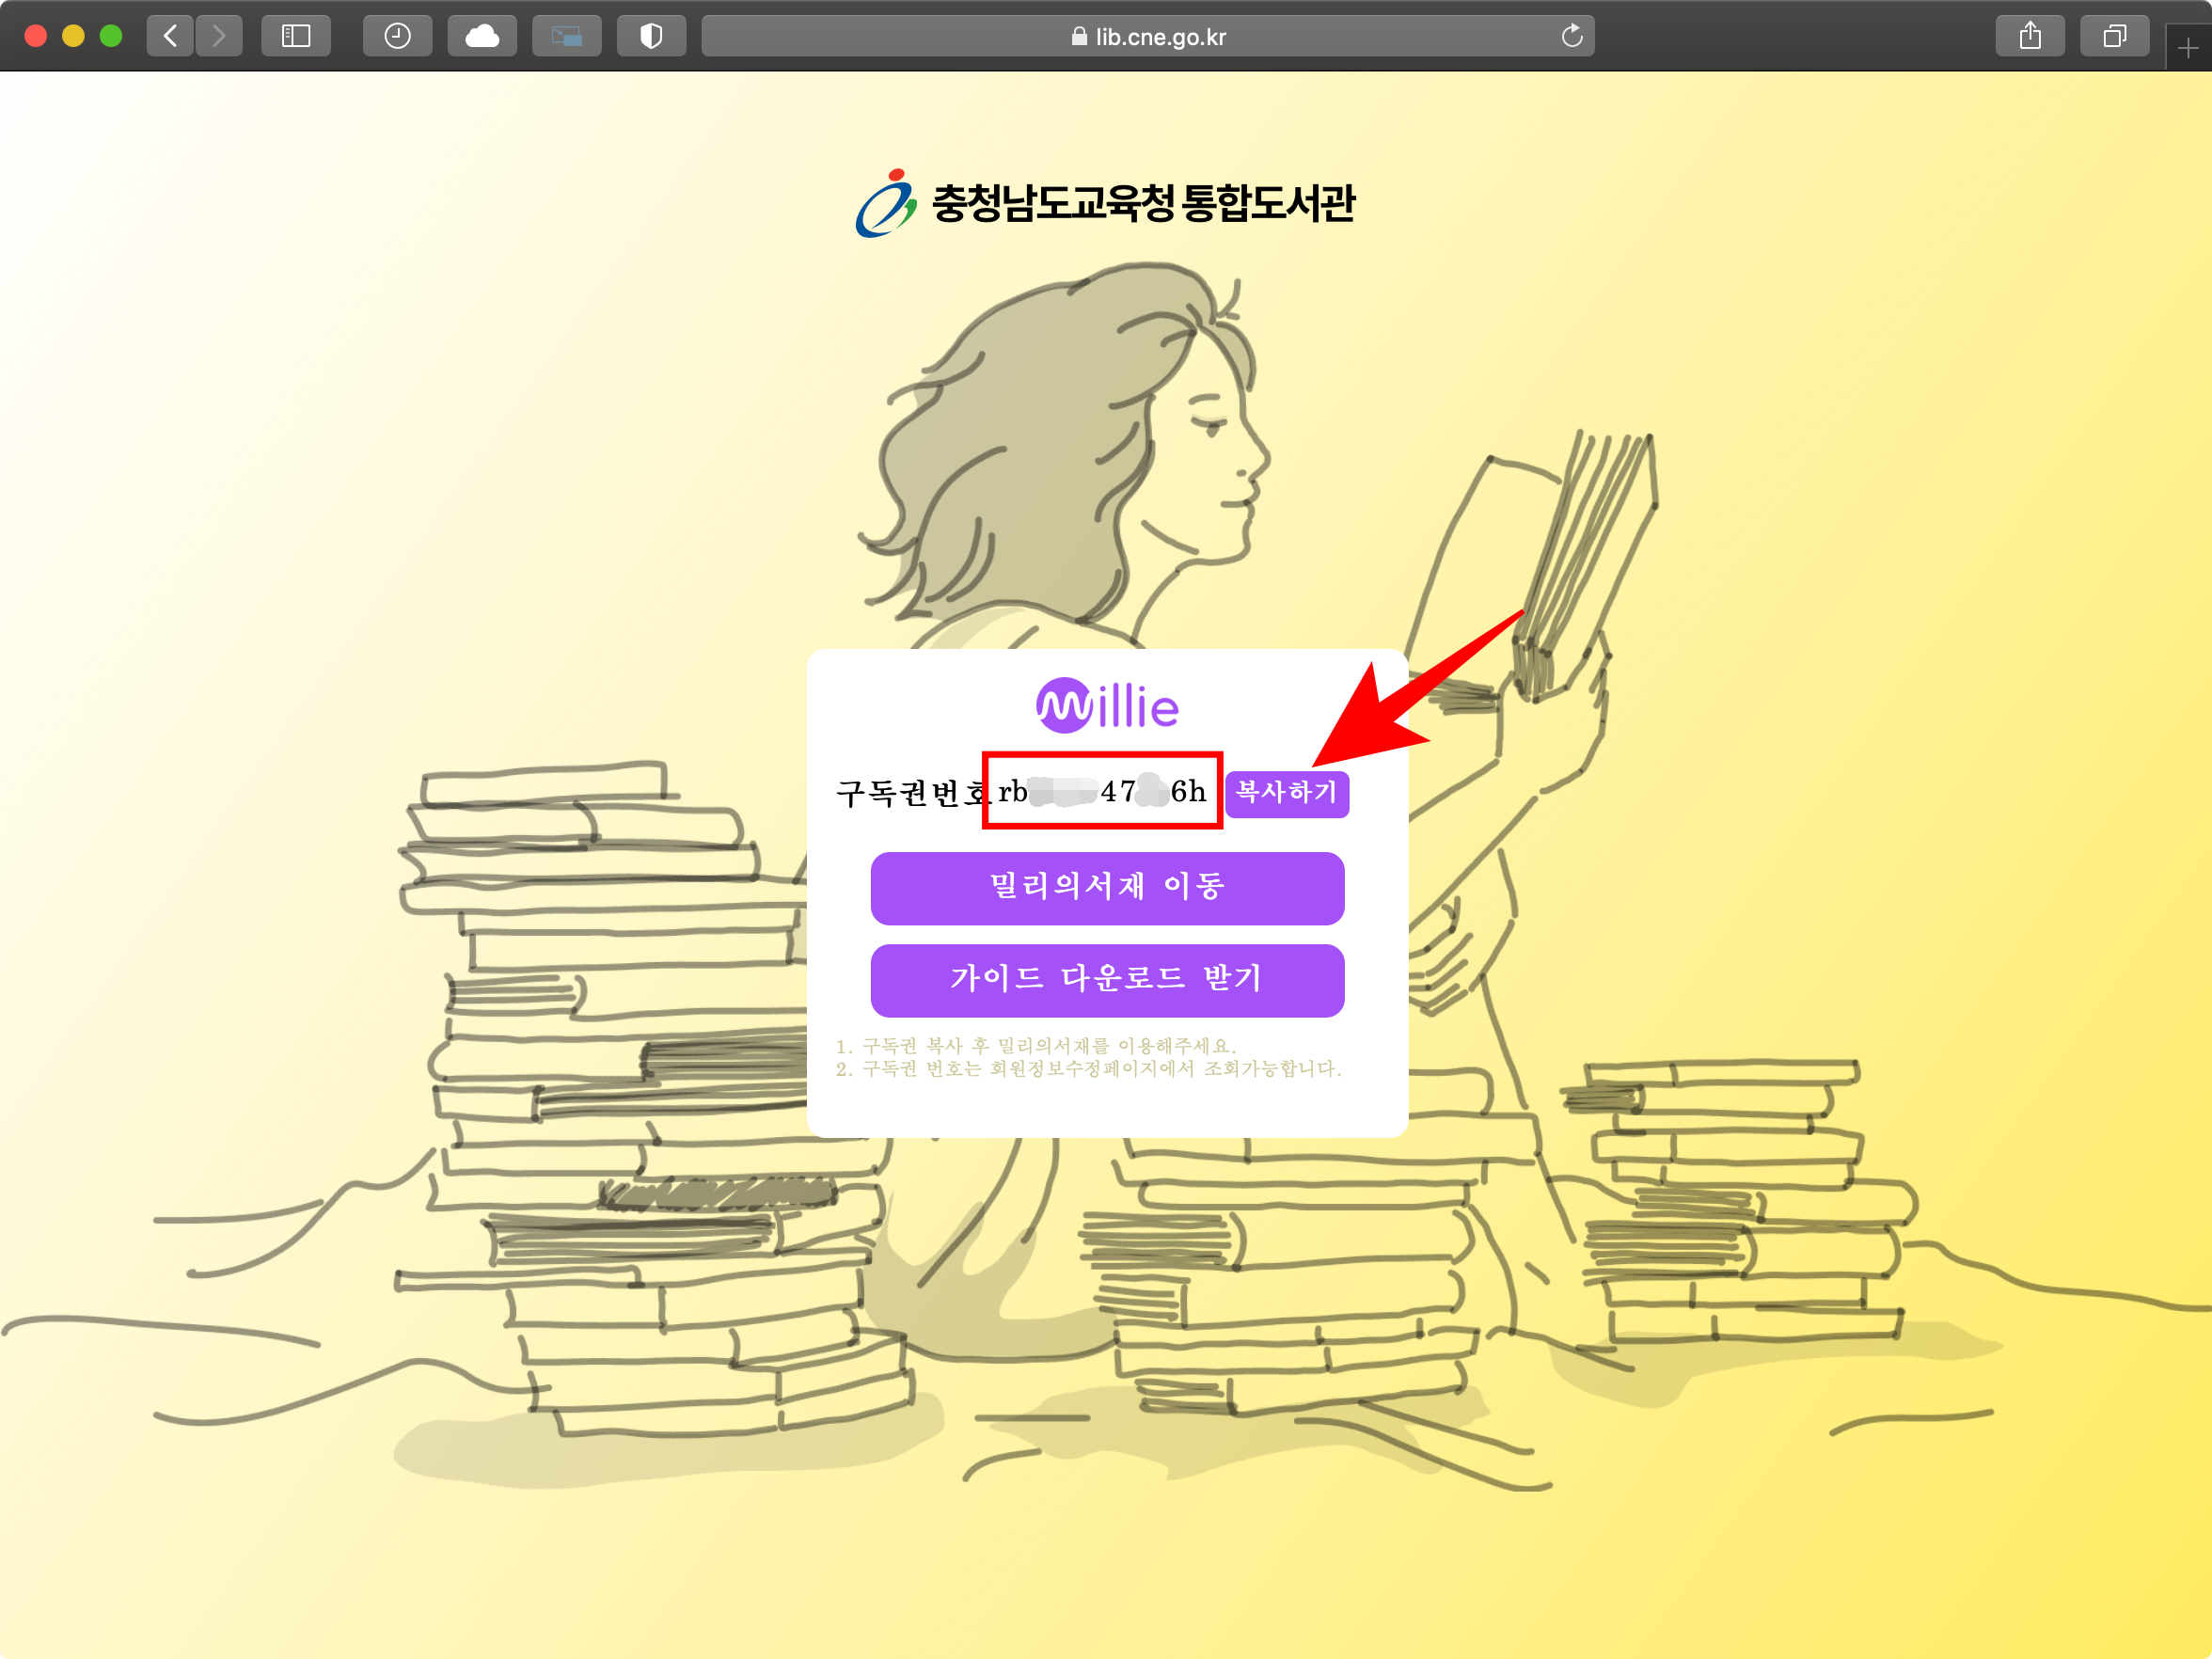 lib.cne.go.kr
충청남도교육청 통합도서관
millie
구독권번호 rb 47 6h 복사하기
밀리의서재 이동
가이드 다운로드 받기
1. 구독권 복사 후 밀리의서재를 이용해주세요.
2. 구독권 번호는 회원정보수정페이지에서 조회가능합니다.